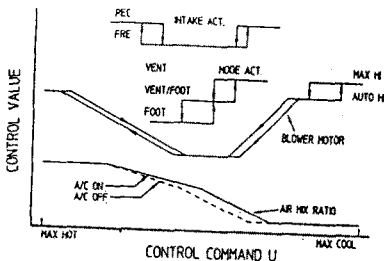 REC
INTAKE ACT.
FRE
VENT
MODE ACT.
VENT/FOOT
FOOT
MAX HI
AUTO H
BLOWER MOTOR
CONTROL VALUE
A/C ON
A/C OFF
AIR MIX RATIO
MAX HOT
MAX COOL
CONTROL COMMAND U